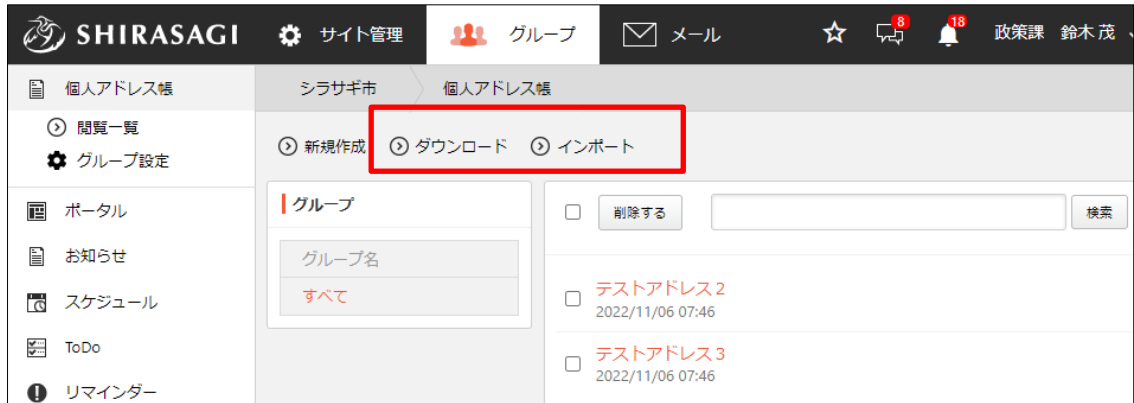 SHIRASAGI サイト管理 グループ メール 8 18 政策課 鈴木 茂
個人アドレス帳
閲覧一覧
グループ設定
ポータル
お知らせ
スケジュール
ToDo
リマインダー
シラサギ市 個人アドレス帳
新規作成 ダウンロード インポート
グループ
グループ名
すべて
削除する 検索
テストアドレス2
2022/11/06 07:46
テストアドレス3
2022/11/06 07:46